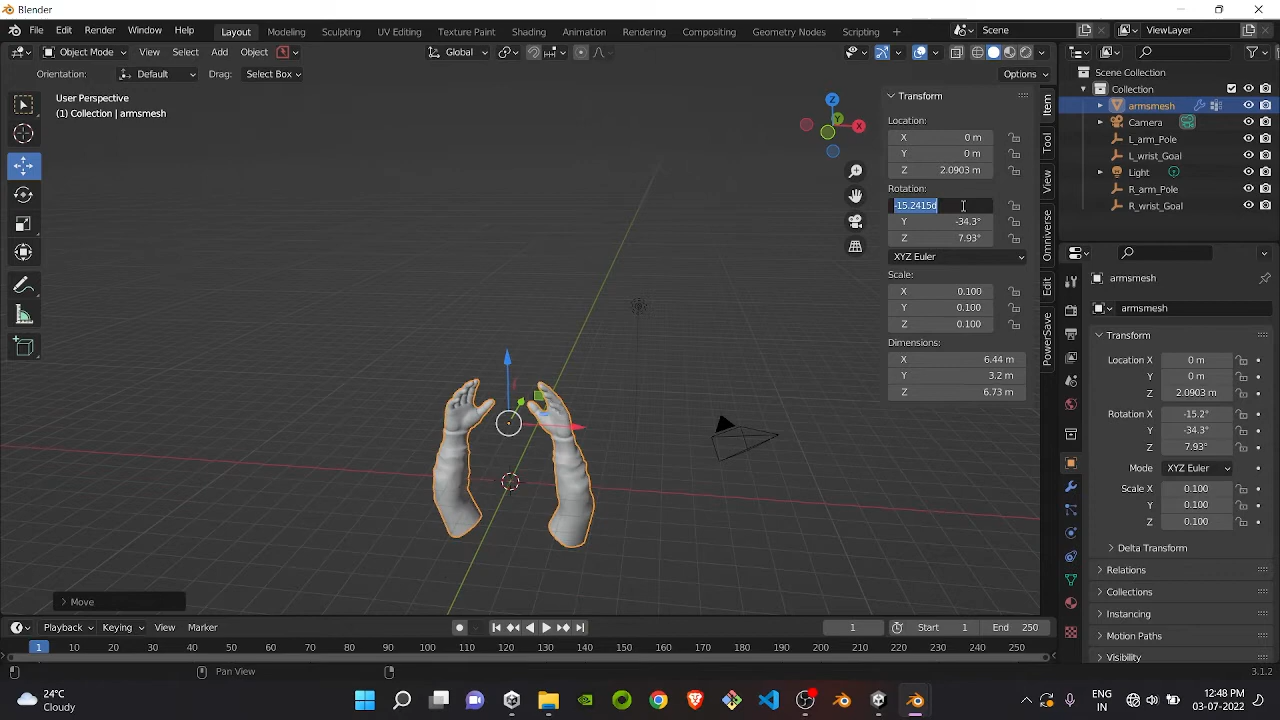 Blender
File Edit Render Window Help Layout Modeling Sculpting UV Editing Texture Paint Shading Animation Rendering Compositing Geometry Nodes Scripting + Scene ViewLayer
Object Mode View Select Add Object Global Options
Orientation: Default Drag: Select Box
User Perspective
(1) Collection | armsmesh
Z
Y
X
Transform
Location:
X 0 m
Y 0 m
Z 2.0903 m
Rotation:
-15.2415d
Y -34.3°
Z 7.93°
XYZ Euler
Scale:
X 0.100
Y 0.100
Z 0.100
Dimensions:
X 6.44 m
Y 3.2 m
Z 6.73 m
Item
Tool
View
Omniverse
Edit
PowerSave
Scene Collection
Collection
armsmesh
Camera
L_arm_Pole
L_wrist_Goal
Light
R_arm_Pole
R_wrist_Goal
armsmesh
armsmesh
Transform
Location X 0 m
Y 0 m
Z 2.0903 m
Rotation X -15.2°
Y -34.3°
Z 7.93°
Mode XYZ Euler
Scale X 0.100
Y 0.100
Z 0.100
Delta Transform
Relations
Collections
Instancing
Motion Paths
Visibility
Move
Playback Keying View Marker 1 Start 1 End 250
1 10 20 30 40 50 60 70 80 90 100 110 120 130 140 150 160 170 180 190 200 210 220 230 240 250
Pan View 3.1.2
24°C
Cloudy
ENG
IN
12:48 PM
03-07-2022